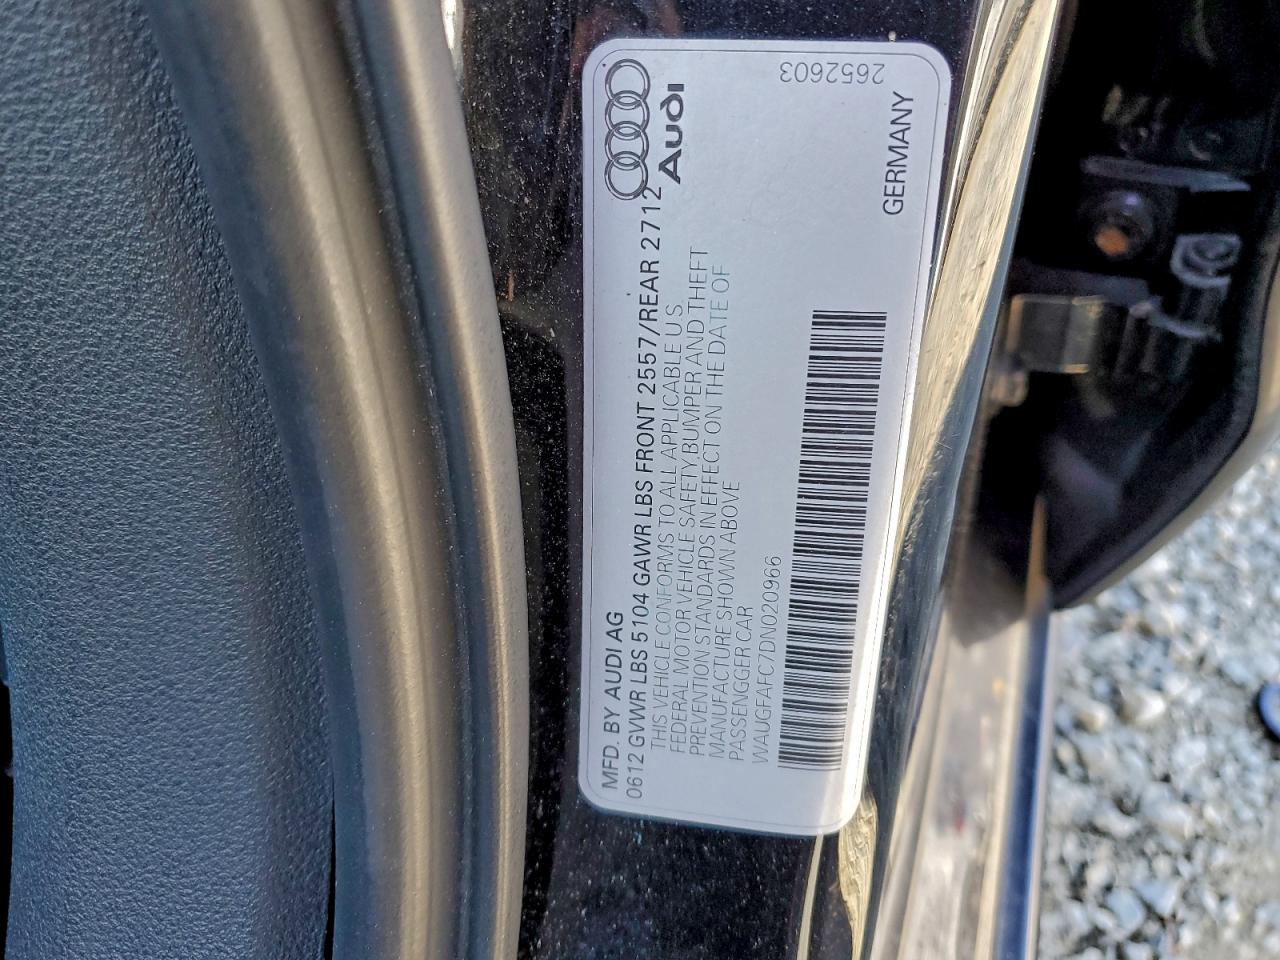 MFD. BY AUDI AG
0612 GVWR LBS 5104 GAWR LBS FRONT 2557/REAR 2712
THIS VEHICLE CONFORMS TO ALL APPLICABLE U S
FEDERAL MOTOR VEHICLE SAFETY,BUMPER AND THEFT
PREVENTION STANDARDS IN EFFECT ON THE DATE OF
MANUFACTURE SHOWN ABOVE
PASSENGGER CAR
WAUGFAFC7DN020966
Audi
GERMANY
2652603